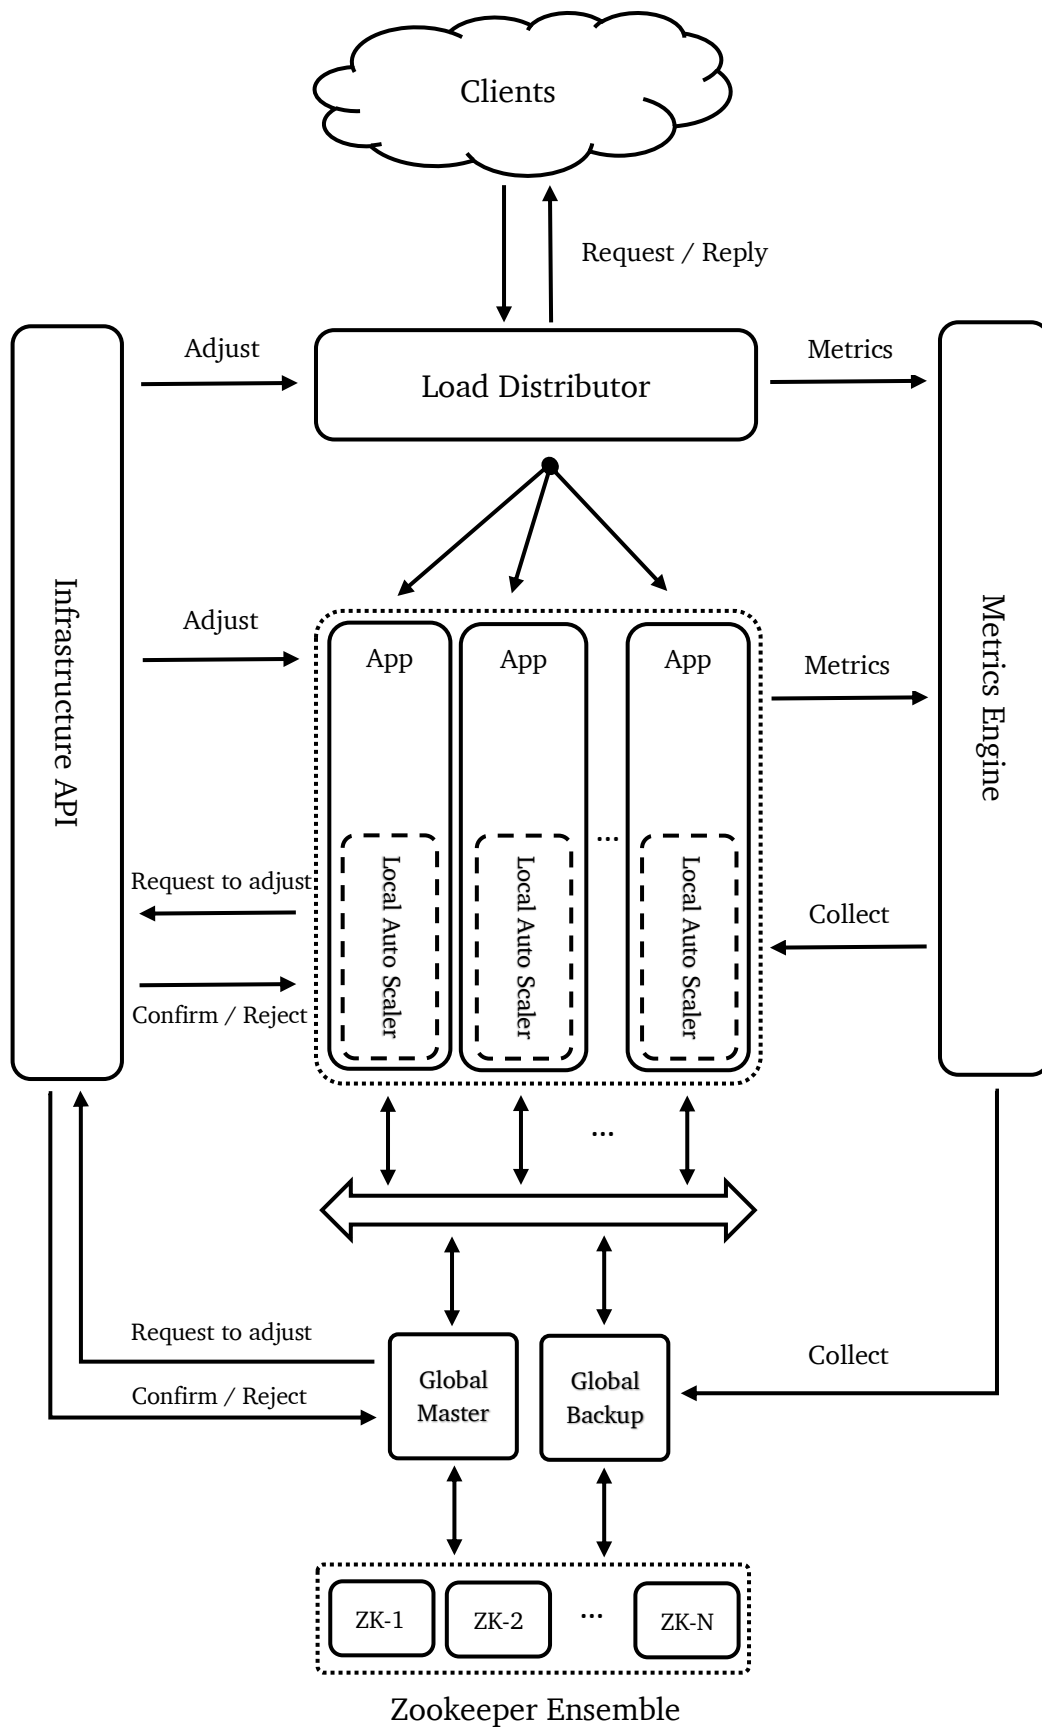 Clients
Request / Reply
Adjust
Load Distributor
Metrics
Infrastructure API
Adjust
App
App
App
Metrics
Metrics Engine
...
Local Auto Scaler
Local Auto Scaler
Local Auto Scaler
Request to adjust
Collect
Confirm / Reject
...
Request to adjust
Collect
Confirm / Reject
Global
Master
Global
Backup
ZK-1
ZK-2
...
ZK-N
Zookeeper Ensemble